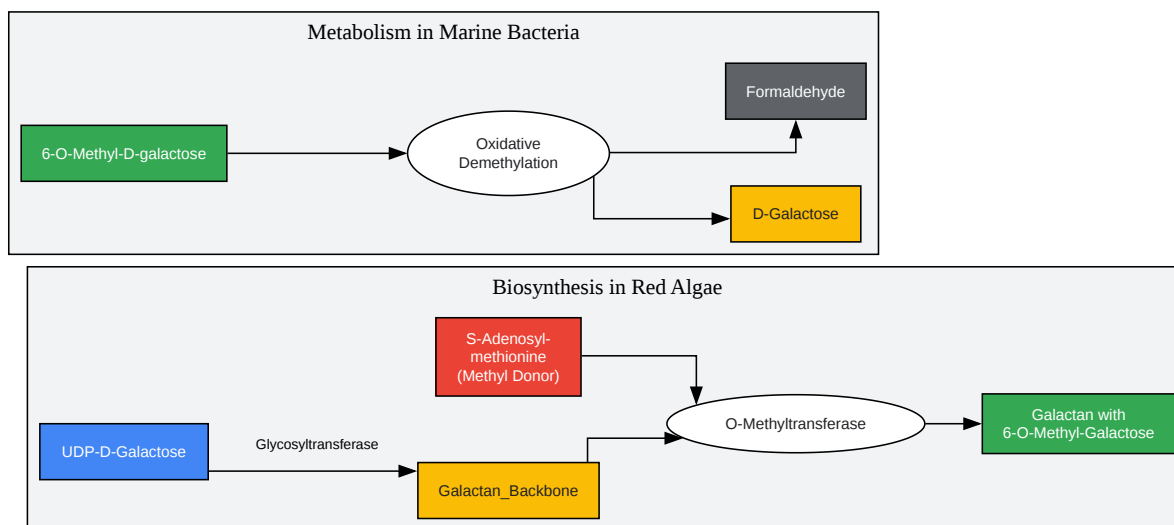 Metabolism in Marine Bacteria
Formaldehyde
6-O-Methyl-D-galactose
Oxidative
Demethylation
D-Galactose
Biosynthesis in Red Algae
S-Adenosyl-
methionine
(Methyl Donor)
UDP-D-Galactose
Glycosyltransferase
Galactan_Backbone
O-Methyltransferase
Galactan with
6-O-Methyl-Galactose